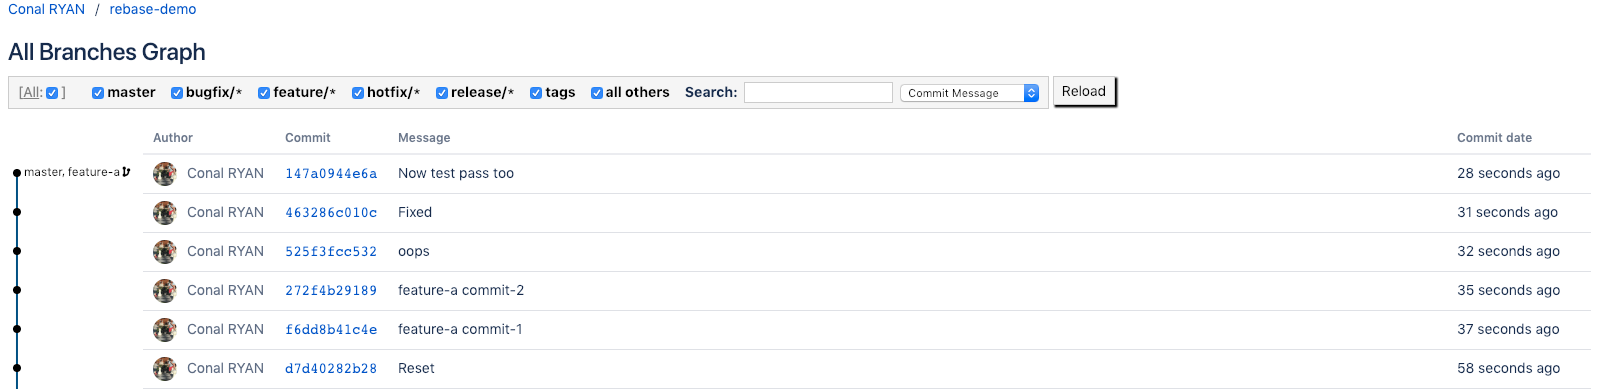 Conal RYAN / rebase-demo
All Branches Graph
[All: ] master bugfix/* feature/* hotfix/* release/* tags all others Search: Commit Message Reload
Author Commit Message Commit date
master, feature-a Conal RYAN 147a0944e6a Now test pass too 28 seconds ago
Conal RYAN 463286c010c Fixed 31 seconds ago
Conal RYAN 525f3fcc532 oops 32 seconds ago
Conal RYAN 272f4b29189 feature-a commit-2 35 seconds ago
Conal RYAN f6dd8b41c4e feature-a commit-1 37 seconds ago
Conal RYAN d7d40282b28 Reset 58 seconds ago